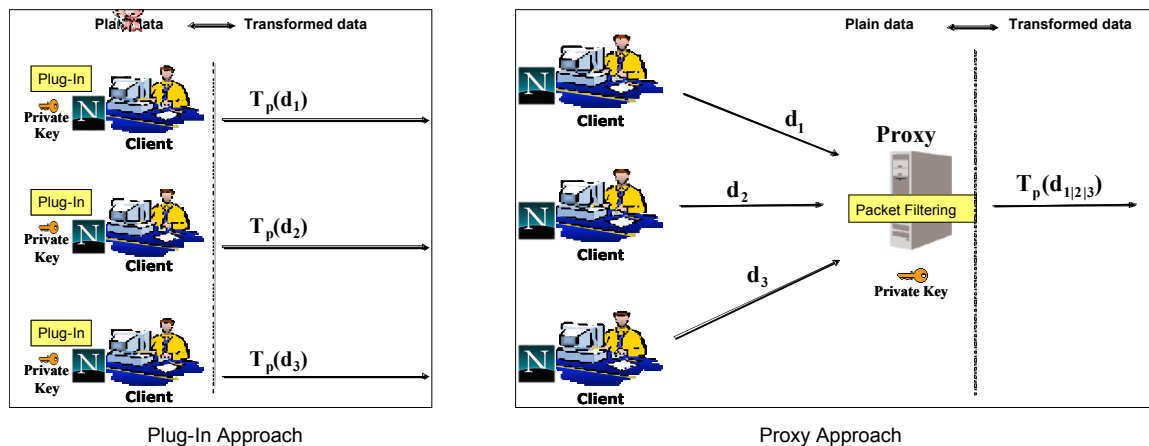 Plain data
Transformed data
Plug-In
Private
Key
N
Client
Tp(d1)
Plug-In
Private
Key
N
Client
Tp(d2)
Plug-In
Private
Key
N
Client
Tp(d3)
Plug-In Approach
Plain data
Transformed data
N
Client
d1
N
Client
d2
N
Client
d3
Proxy
Packet Filtering
Private Key
Tp(d1|2|3)
Proxy Approach